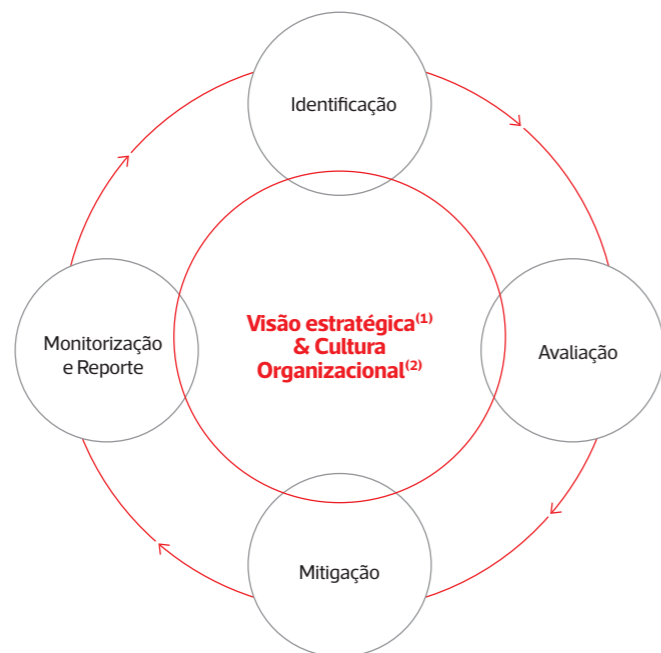 Identificação
Visão estratégica⁽¹⁾
& Cultura
Organizacional⁽²⁾
Monitorização
e Reporte
Avaliação
Mitigação